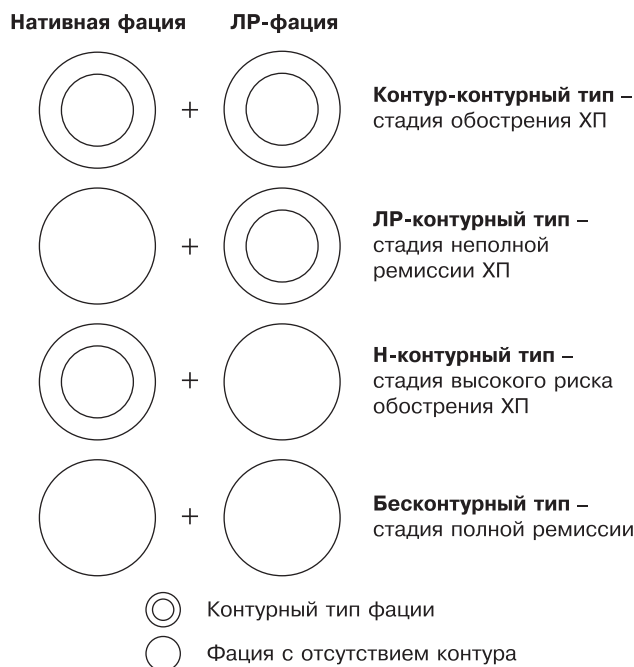 Нативная фация ЛР-фация
+
Контур-контурный тип –
стадия обострения ХП
+
ЛР-контурный тип –
стадия неполной
ремиссии ХП
+
Н-контурный тип –
стадия высокого риска
обострения ХП
+
Бесконтурный тип –
стадия полной ремиссии
Контурный тип фации
Фация с отсутствием контура